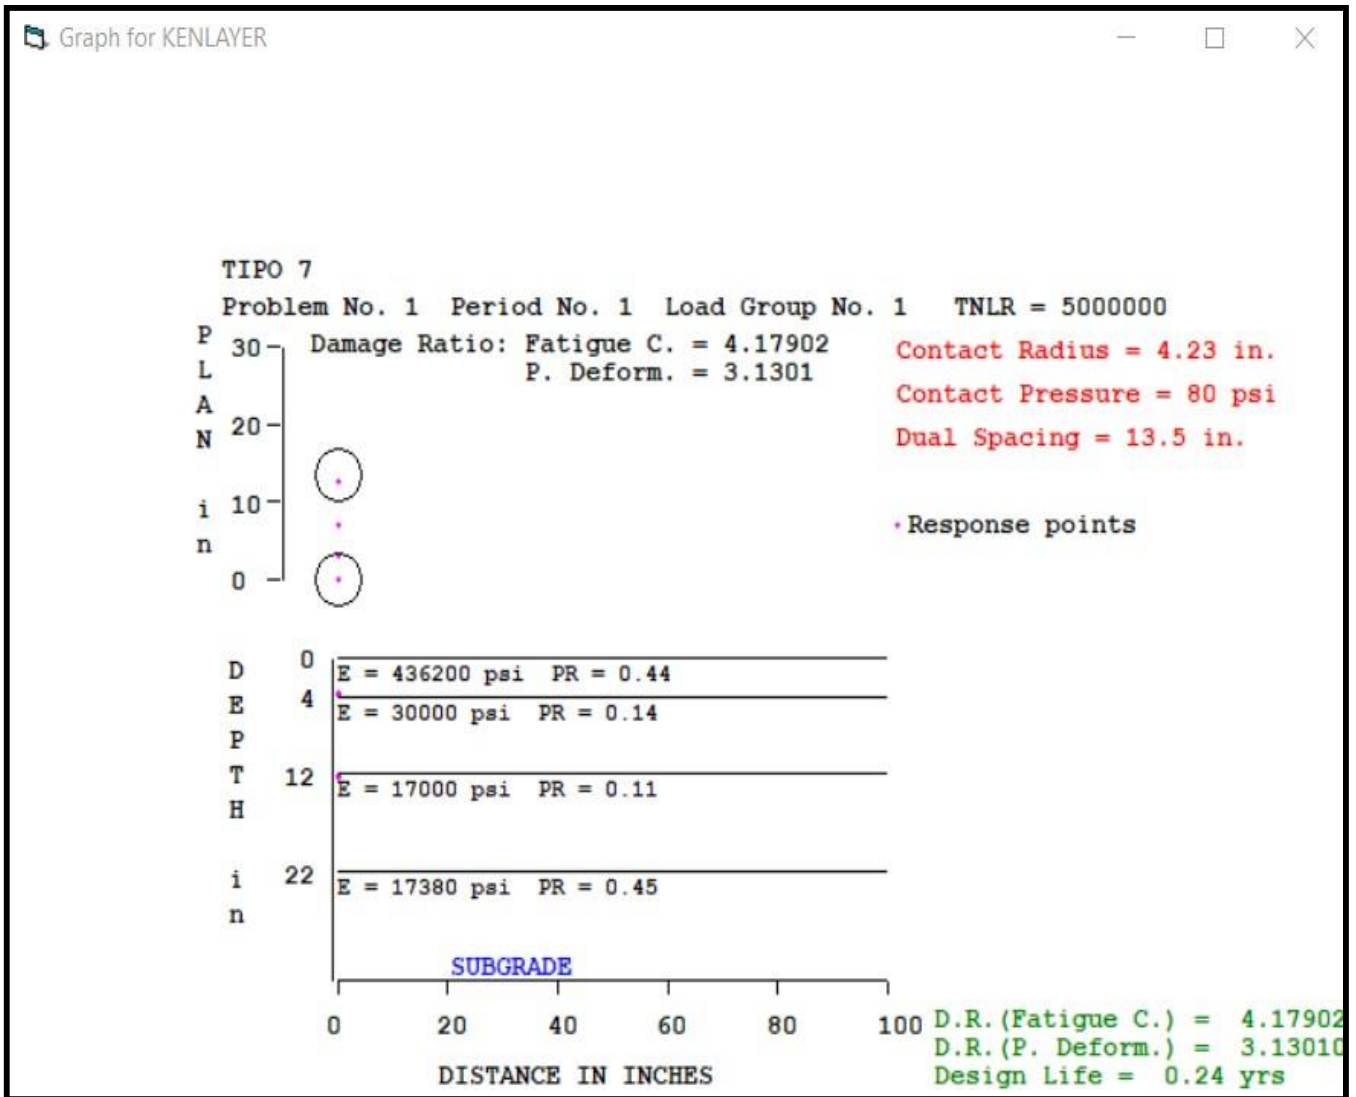 Graph for KENLAYER
TIPO 7
Problem No. 1 Period No. 1 Load Group No. 1 TNLR = 5000000
PLAN in
30
20
10
0
Damage Ratio: Fatigue C. = 4.17902
P. Deform. = 3.1301
Contact Radius = 4.23 in.
Contact Pressure = 80 psi
Dual Spacing = 13.5 in.
Response points
DEPTH in
0
E = 436200 psi PR = 0.44
4
E = 30000 psi PR = 0.14
12
E = 17000 psi PR = 0.11
22
E = 17380 psi PR = 0.45
SUBGRADE
0 20 40 60 80 100
DISTANCE IN INCHES
D.R.(Fatigue C.) = 4.17902
D.R.(P. Deform.) = 3.13010
Design Life = 0.24 yrs